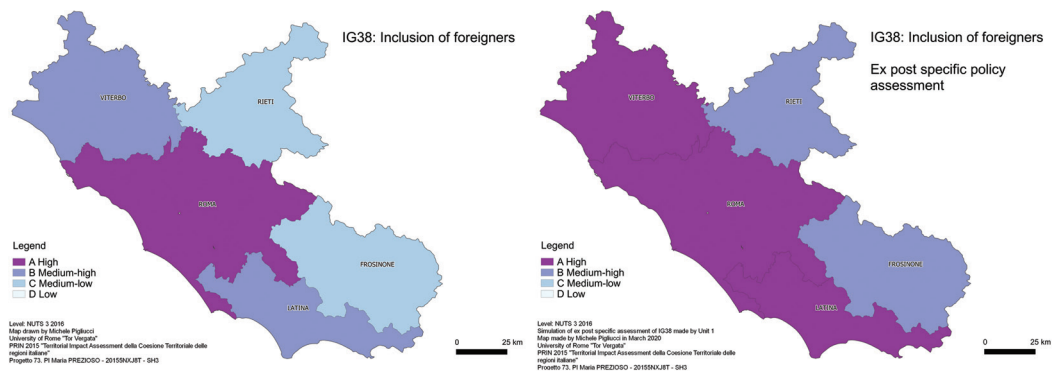 IG38: Inclusion of foreigners
VITERBO
RIETI
ROMA
FROSINONE
LATINA
Legend
A High
B Medium-high
C Medium-low
D Low
Level: NUTS 3 2016
Map drawn by Michele Pigliucci
University of Rome "Tor Vergata"
PRIN 2015 "Territorial Impact Assessment della Coesione Territoriale delle
regioni italiane"
Progetto 73. PI Maria PREZIOSO - 20155NXJ8T - SH3
0 25 km
IG38: Inclusion of foreigners
Ex post specific policy
assessment
VITERBO
RIETI
ROMA
FROSINONE
LATINA
Legend
A High
B Medium-high
C Medium-low
D Low
Level: NUTS 3 2016
Simulation of ex post specific assessment of IG38 made by Unit 1
Map made by Michele Pigliucci in March 2020
University of Rome "Tor Vergata"
PRIN 2015 "Territorial Impact Assessment della Coesione Territoriale delle
regioni italiane"
Progetto 73. PI Maria PREZIOSO - 20155NXJ8T - SH3
0 25 km